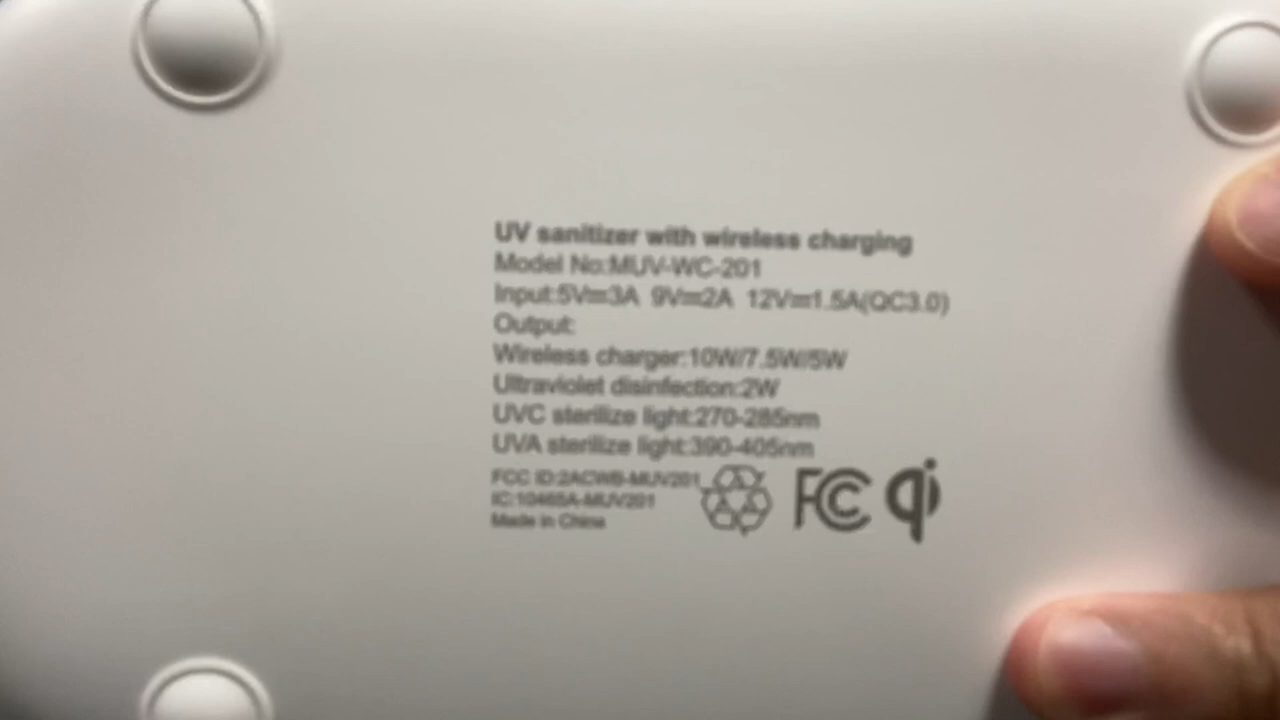 UV sanitizer with wireless charging
Model No:MUV-WC-201
Input:5V⎓3A 9V⎓2A 12V⎓1.5A(QC3.0)
Output:
Wireless charger:10W/7.5W/5W
Ultraviolet disinfection:2W
UVC sterilize light:270-285nm
UVA sterilize light:390-405nm
FCC ID:2ACWB-MUV201
IC:10465A-MUV201
Made in China
FC qi